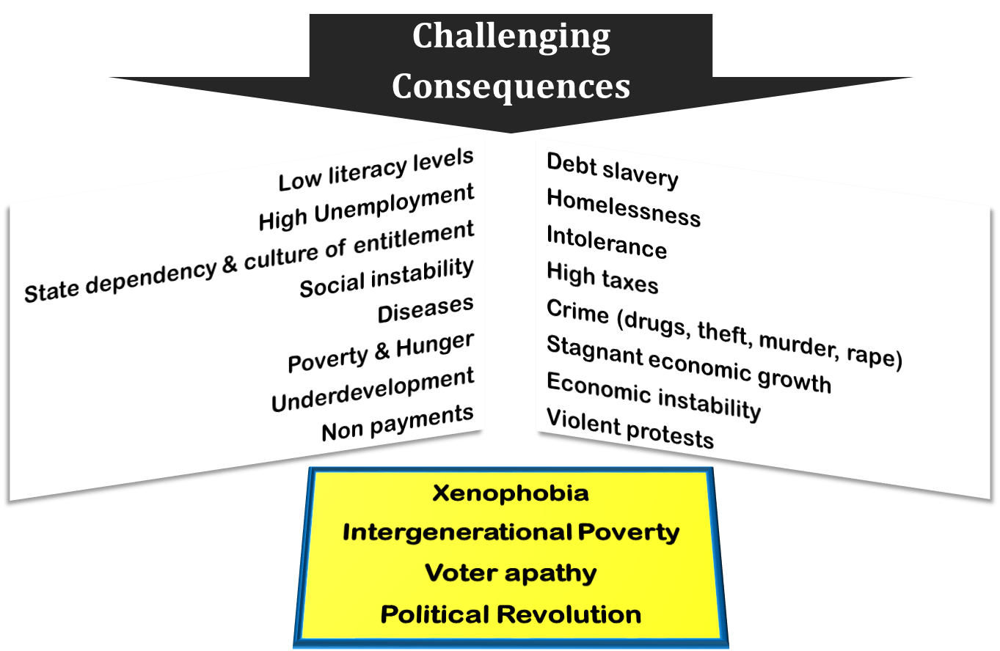 Challenging
Consequences
Low literacy levels
High Unemployment
State dependency & culture of entitlement
Social instability
Diseases
Poverty & Hunger
Underdevelopment
Non payments
Debt slavery
Homelessness
Intolerance
High taxes
Crime (drugs, theft, murder, rape)
Stagnant economic growth
Economic instability
Violent protests
Xenophobia
Intergenerational Poverty
Voter apathy
Political Revolution